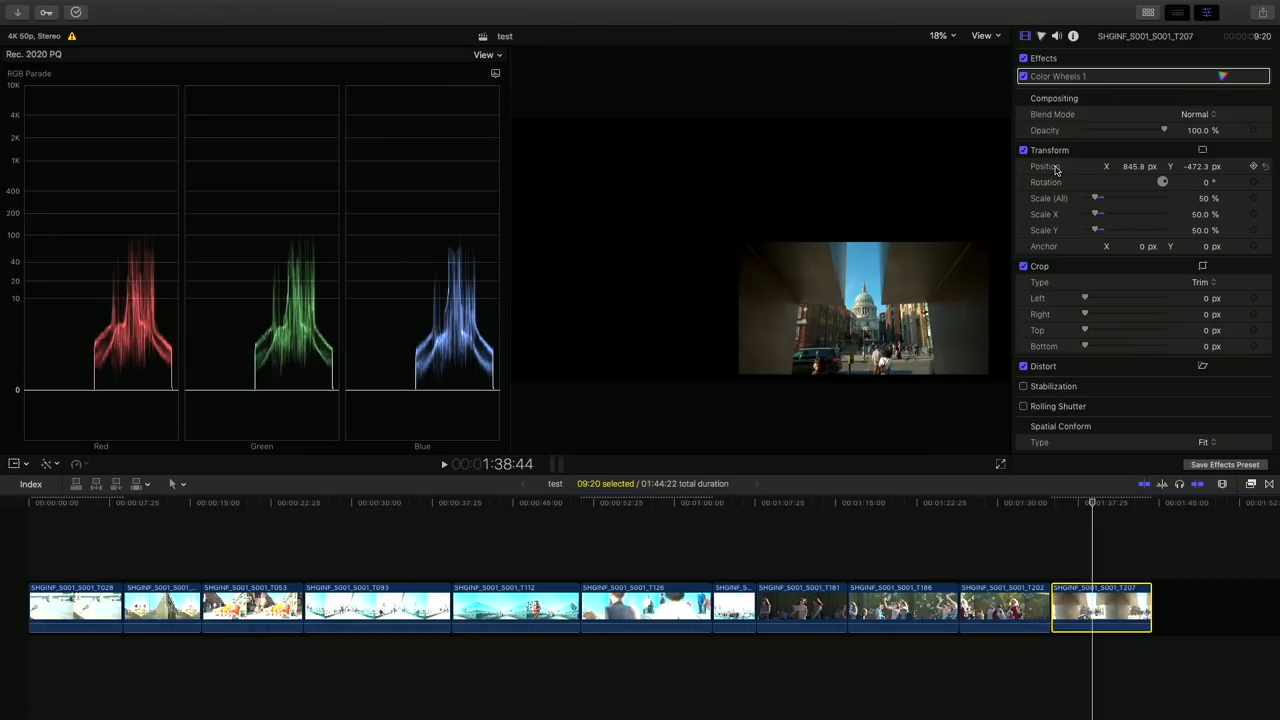 4K 50p, SDR
test
18%
View
SHGINF_S001_S001_T207
9:20
Rec. 2020 PQ
View
RGB Parade
10K
4K
2K
1K
400
200
100
40
20
10
0
Red
Green
Blue
Effects
Color Wheels 1
Compositing
Blend Mode
Normal
Opacity
100.0 %
Transform
Position
X 845.8 px Y -472.3 px
Rotation
0 °
Scale (All)
50 %
Scale X
50.0 %
Scale Y
50.0 %
Anchor
X 0 px Y 0 px
Crop
Type
Trim
Left
0 px
Right
0 px
Top
0 px
Bottom
0 px
Distort
Stabilization
Rolling Shutter
Spatial Conform
Type
Fit
00:00:1:38:44
Save Effects Preset
Index
test
09:20 selected / 01:44:22 total duration
00:00:00:00
00:00:07:25
00:00:15:00
00:00:22:25
00:00:30:00
00:00:37:25
00:00:45:00
00:00:52:25
00:01:00:00
00:01:07:25
00:01:15:00
00:01:22:25
00:01:30:00
00:01:37:25
00:01:45:00
00:01:52:
SHGINF_S001_S001_T028
SHGINF_S001_S001_...
SHGINF_S001_S001_T053
SHGINF_S001_S001_T093
SHGINF_S001_S001_T112
SHGINF_S001_S001_T126
SHGINF_S...
SHGINF_S001_S001_T181
SHGINF_S001_S001_T186
SHGINF_S001_S001_T202
SHGINF_S001_S001_T207